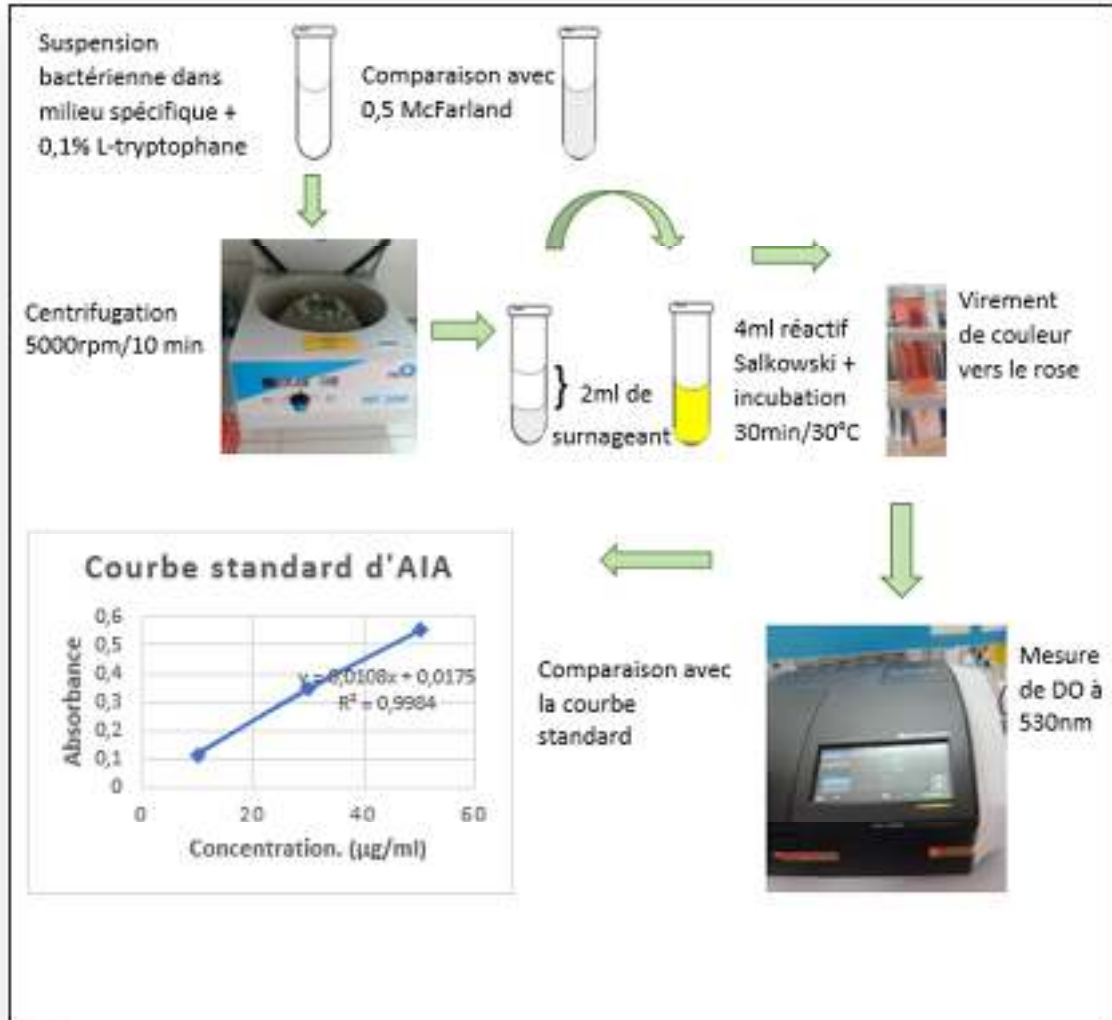 Suspension
bactérienne dans
milieu spécifique +
0,1% L-tryptophane
Comparaison avec
0,5 McFarland
Centrifugation
5000rpm/10 min
2ml de
surnageant
4ml réactif
Salkowski +
incubation
30min/30°C
Virement
de couleur
vers le rose
Courbe standard d'AIA
Absorbance
0,6
0,5
0,4
0,3
0,2
0,1
0
y = 0,0108x + 0,0175
R² = 0,9984
0 20 40 60
Concentration. (µg/ml)
Comparaison avec
la courbe
standard
Mesure
de DO à
530nm